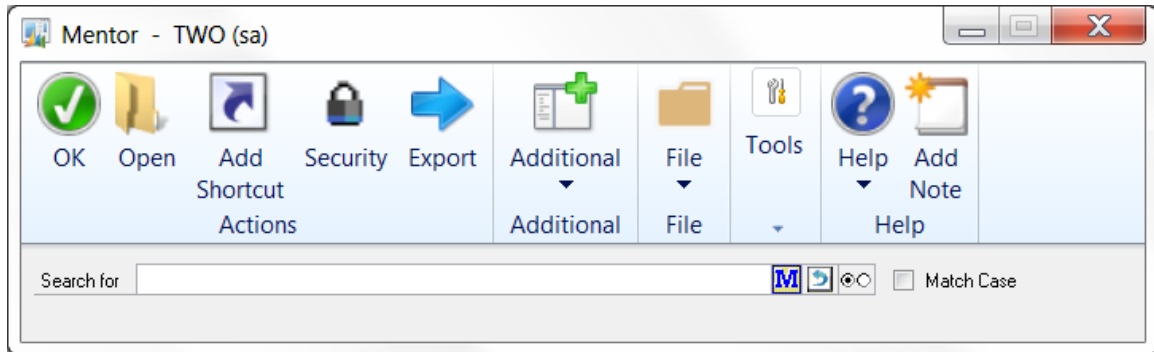 Mentor - TWO (sa)
OK Open Add Shortcut Security Export Additional File Tools Help Add Note
Actions Additional File Help
Search for M Match Case